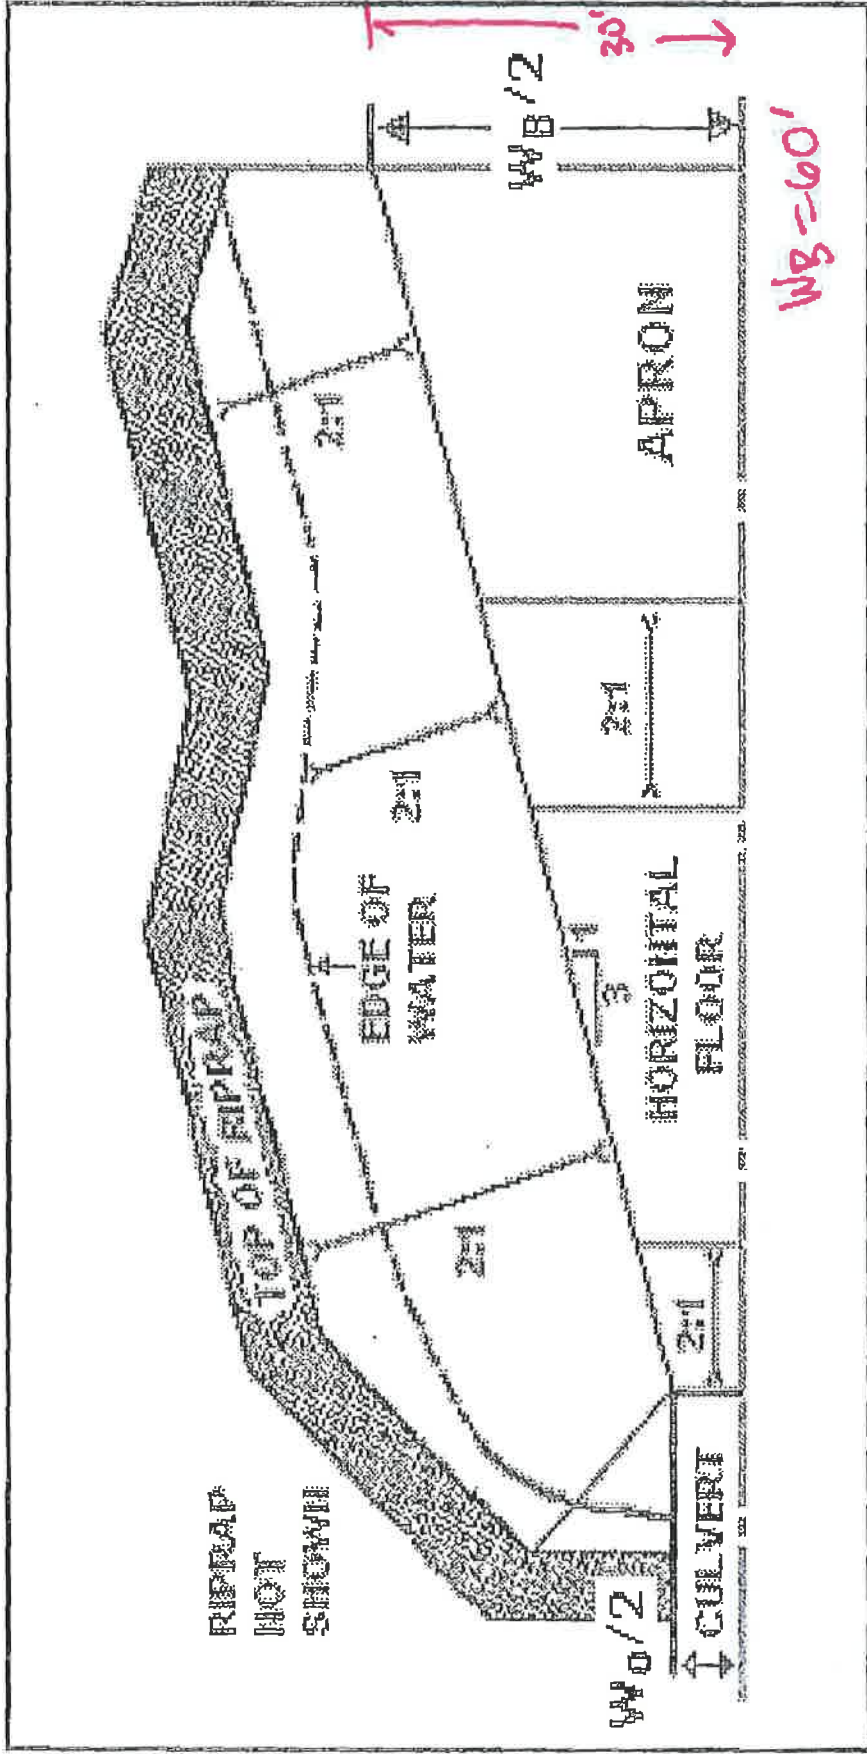 RIPRAP
NOT
SHOWN
TOP OF RIPRAP
EDGE OF
WATER
2:1
2:1
2:1
3
1
HORIZONTAL
FLOOR
2:1
2:1
APRON
CULVERT
Wo/2
WB/2
30'
WB=60'